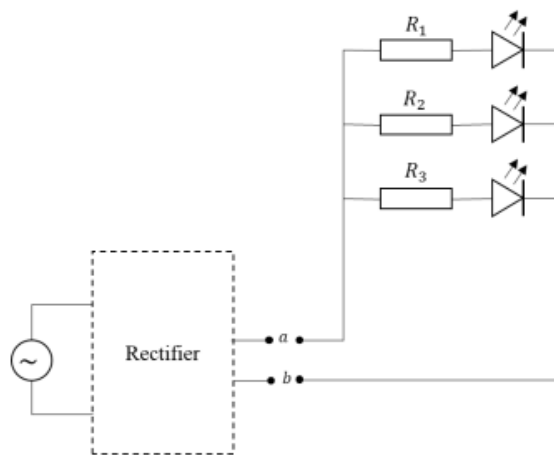 R₁
R₂
R₃
Rectifier
a
b